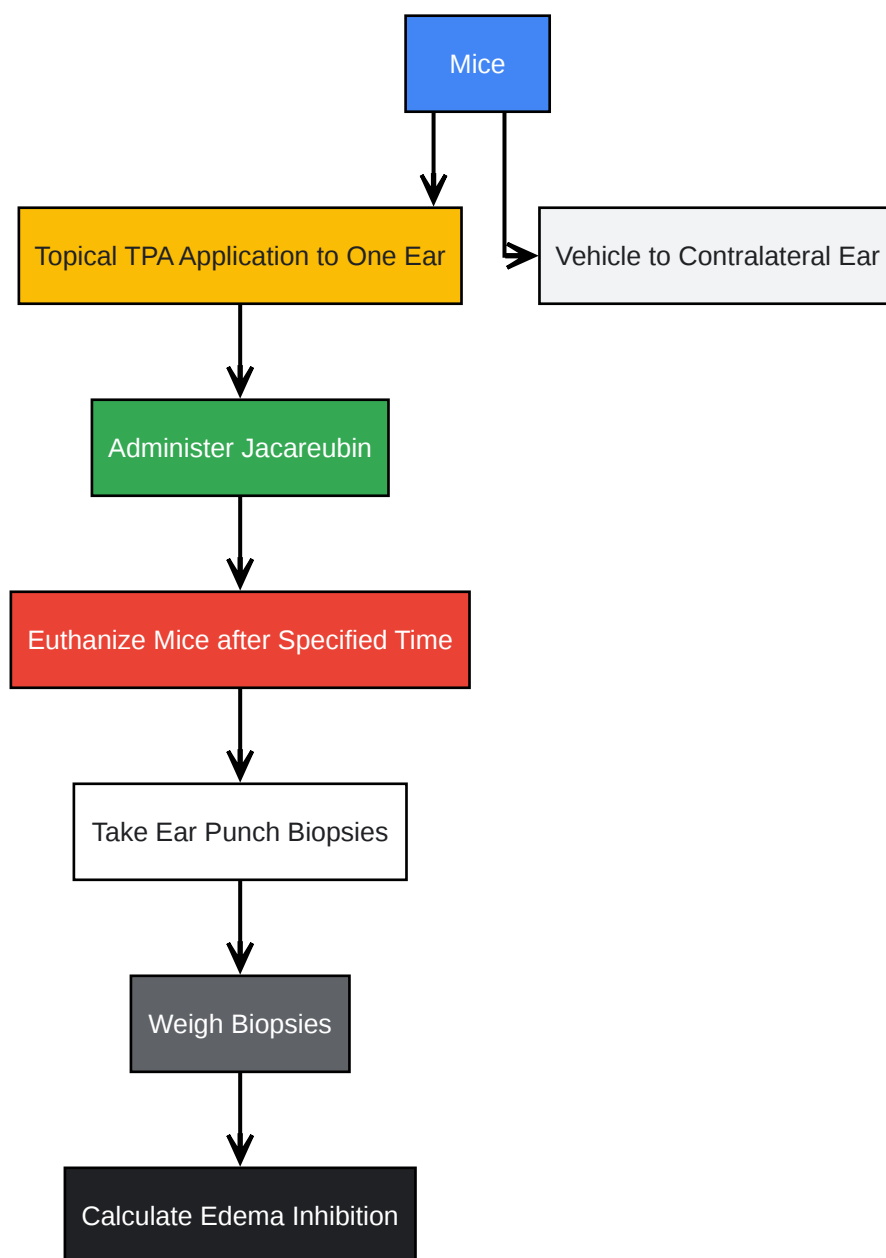 Mice
Topical TPA Application to One Ear
Vehicle to Contralateral Ear
Administer Jacareubin
Euthanize Mice after Specified Time
Take Ear Punch Biopsies
Weigh Biopsies
Calculate Edema Inhibition